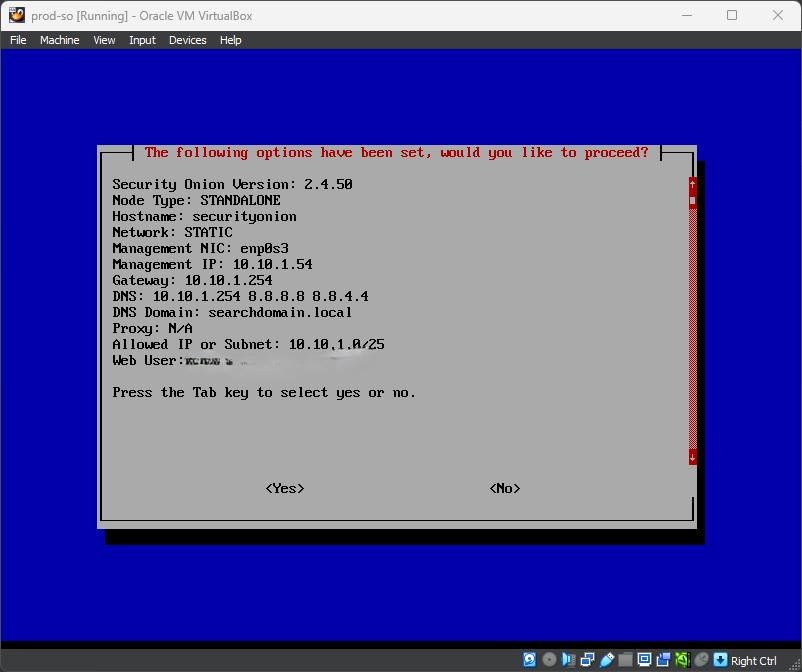 prod-so [Running] - Oracle VM VirtualBox
File Machine View Input Devices Help
The following options have been set, would you like to proceed?
Security Onion Version: 2.4.50
Node Type: STANDALONE
Hostname: securityonion
Network: STATIC
Management NIC: enp0s3
Management IP: 10.10.1.54
Gateway: 10.10.1.254
DNS: 10.10.1.254 8.8.8.8 8.8.4.4
DNS Domain: searchdomain.local
Proxy: N/A
Allowed IP or Subnet: 10.10.1.0/25
Web User:
Press the Tab key to select yes or no.
<Yes> <No>
Right Ctrl